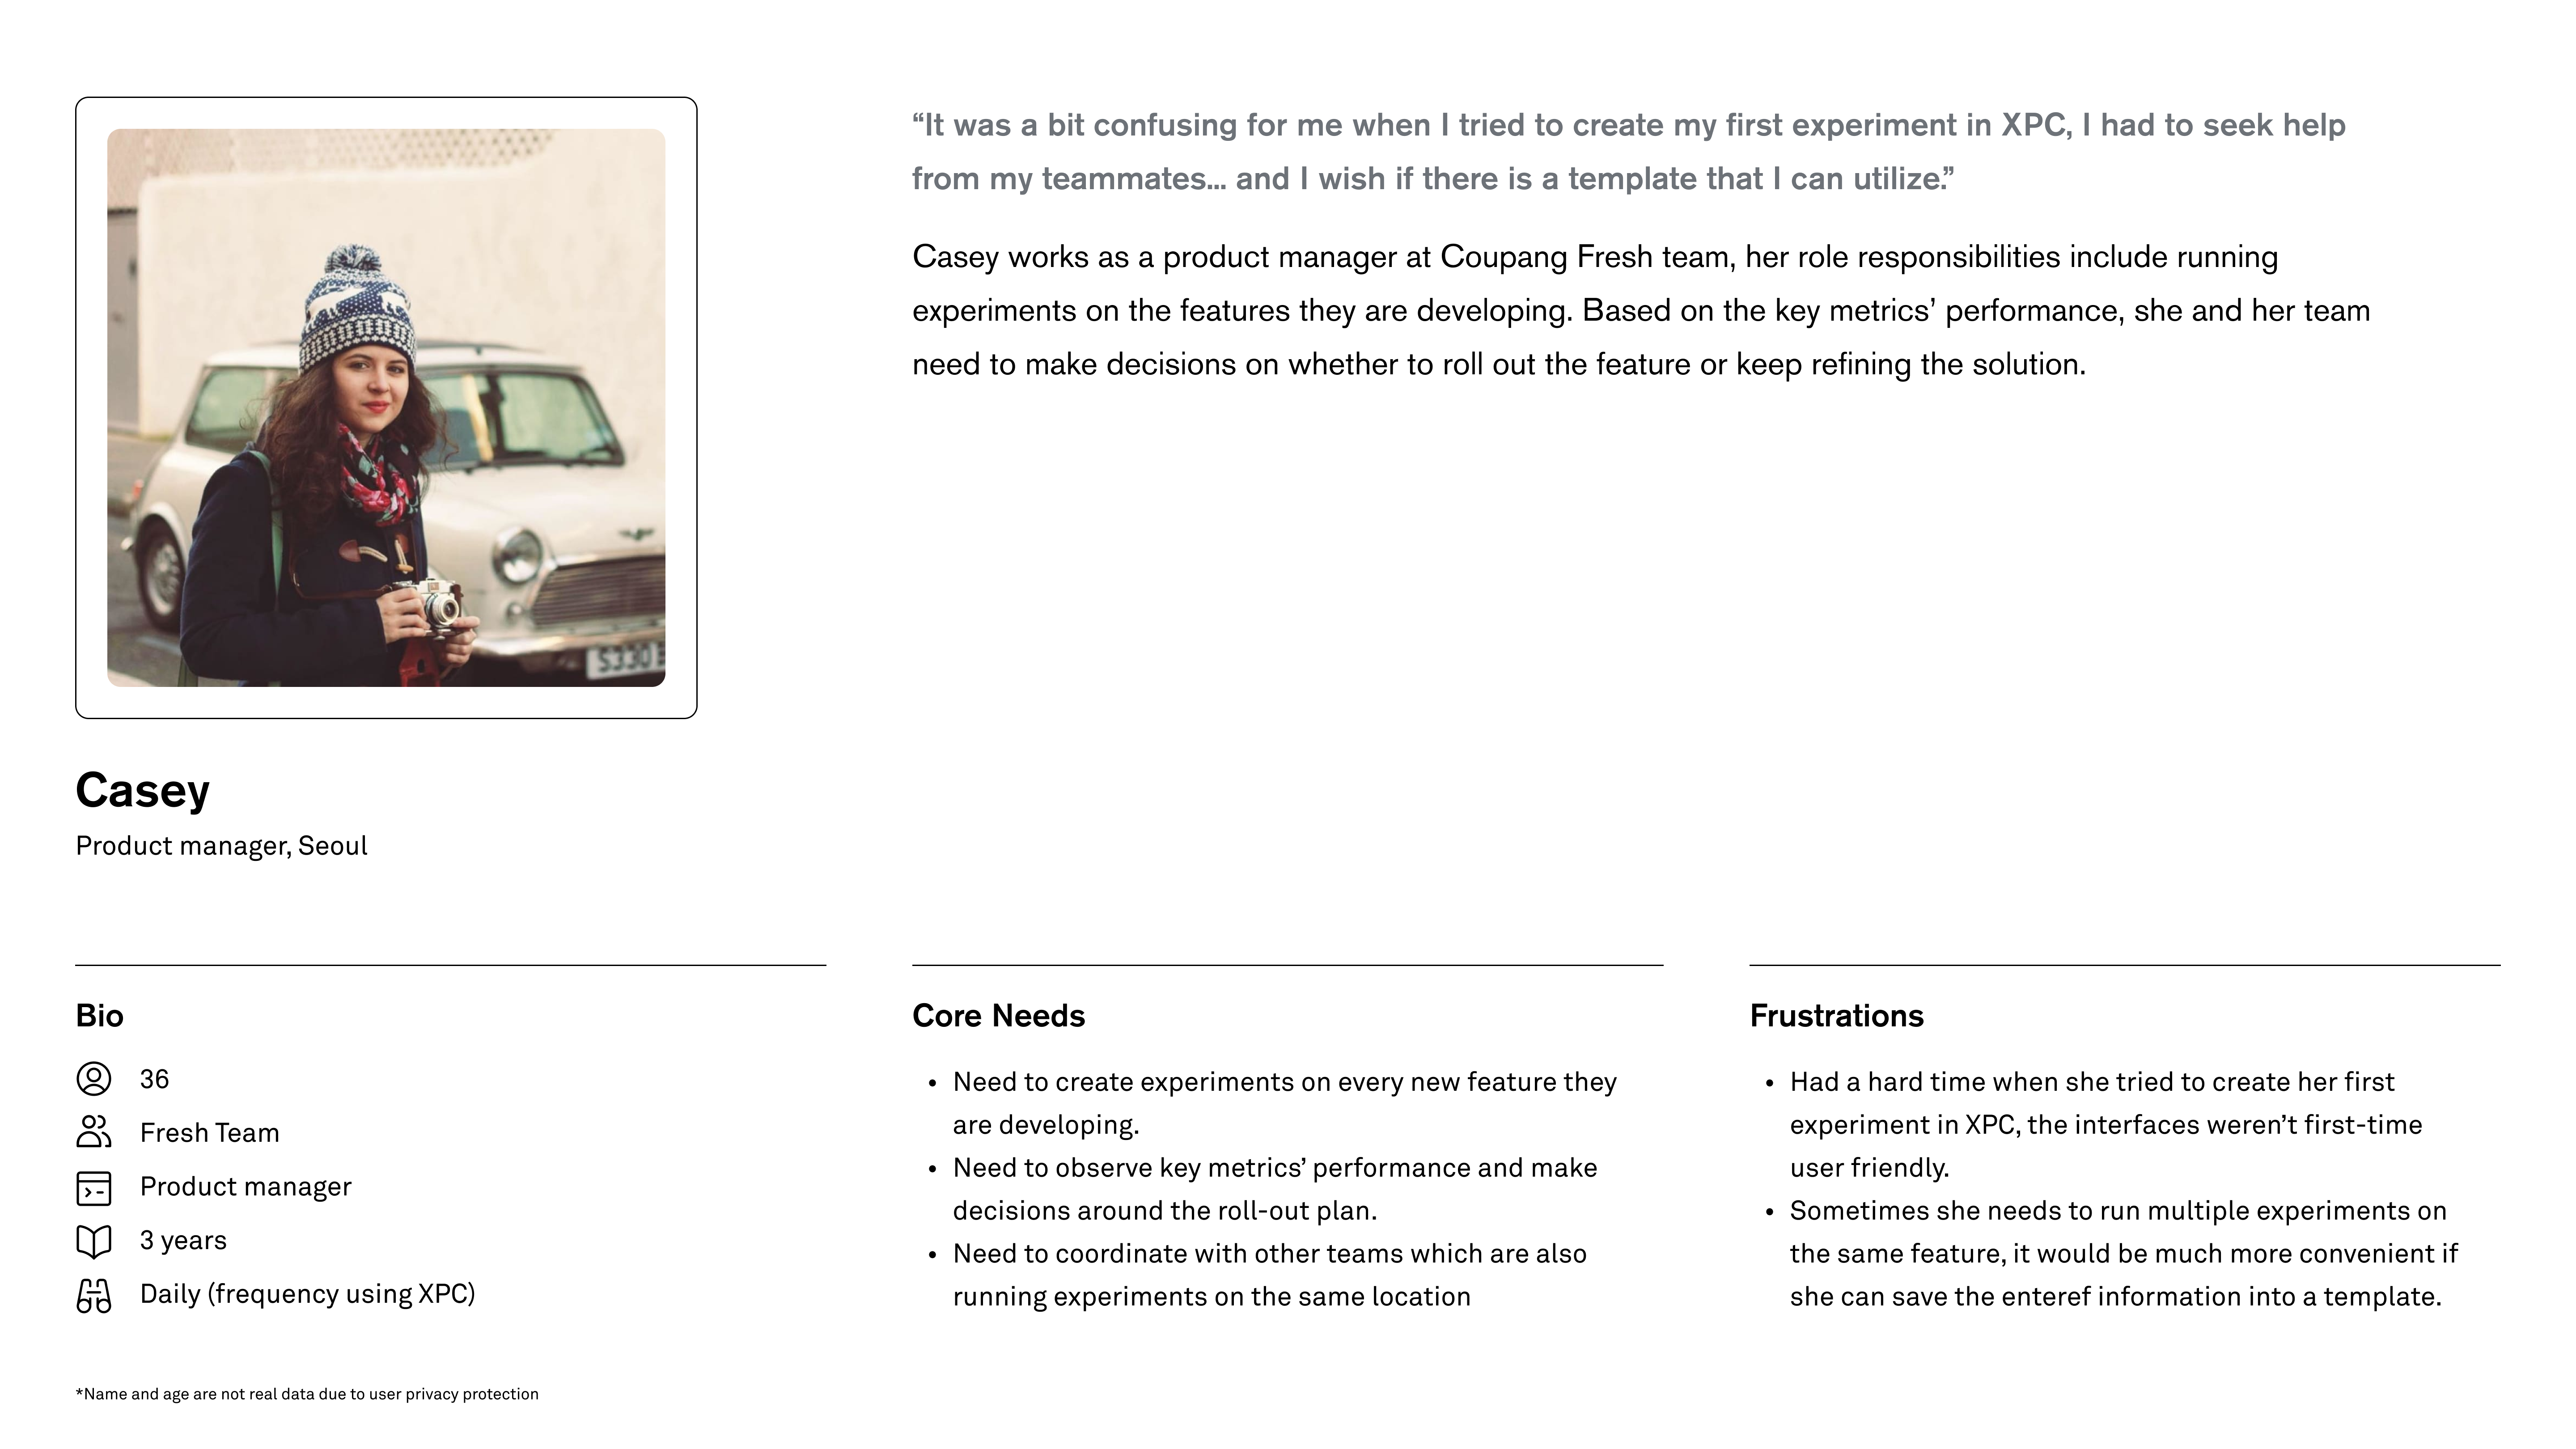 “It was a bit confusing for me when I tried to create my first experiment in XPC, I had to seek help
from my teammates... and I wish if there is a template that I can utilize.”
Casey works as a product manager at Coupang Fresh team, her role responsibilities include running
experiments on the features they are developing. Based on the key metrics’ performance, she and her team
need to make decisions on whether to roll out the feature or keep refining the solution.
S330
Casey
Product manager, Seoul
Bio
36
Fresh Team
Product manager
3 years
Daily (frequency using XPC)
Core Needs
• Need to create experiments on every new feature they
are developing.
• Need to observe key metrics’ performance and make
decisions around the roll-out plan.
• Need to coordinate with other teams which are also
running experiments on the same location
Frustrations
• Had a hard time when she tried to create her first
experiment in XPC, the interfaces weren’t first-time
user friendly.
• Sometimes she needs to run multiple experiments on
the same feature, it would be much more convenient if
she can save the enteref information into a template.
*Name and age are not real data due to user privacy protection